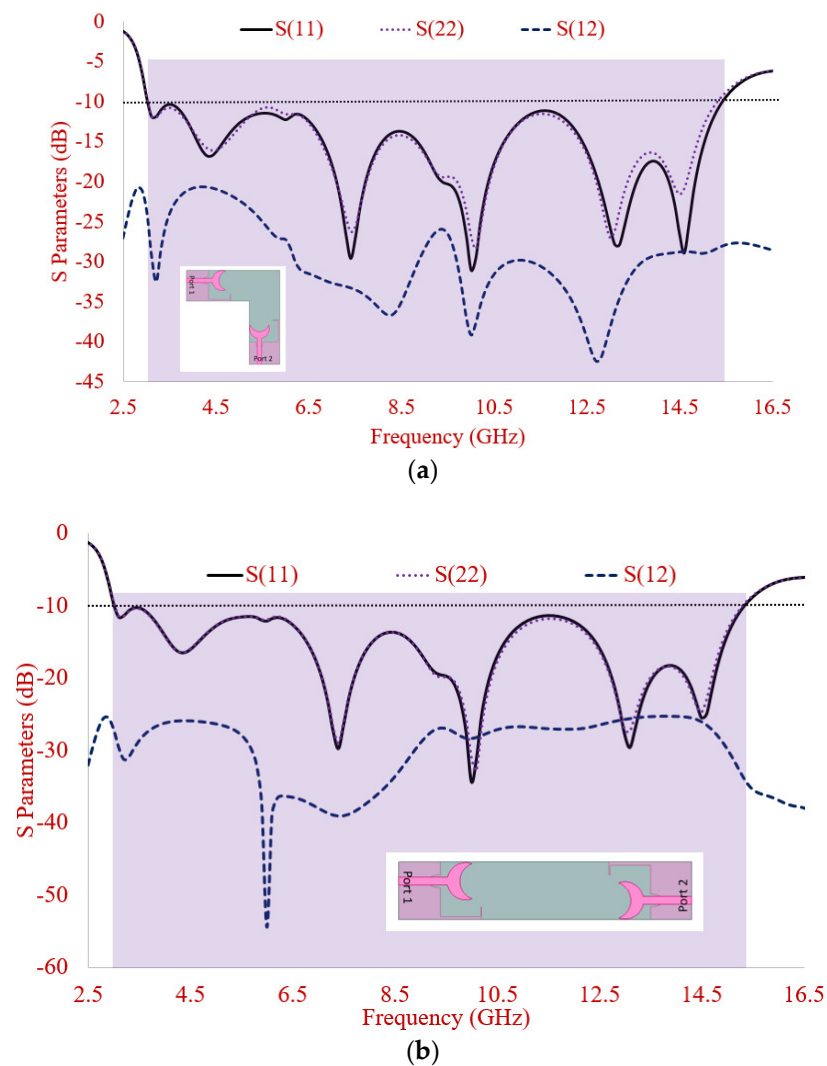 0
S(11) S(22) S(12)
-5
-10
-15
-20
-25
-30
-35
-40
-45
S Parameters (dB)
Port 1
Port 2
2.5 4.5 6.5 8.5 10.5 12.5 14.5 16.5
Frequency (GHz)
(a)
0
S(11) S(22) S(12)
-10
-20
-30
-40
-50
-60
S Parameters (dB)
Port 1
Port 2
2.5 4.5 6.5 8.5 10.5 12.5 14.5 16.5
Frequency (GHz)
(b)